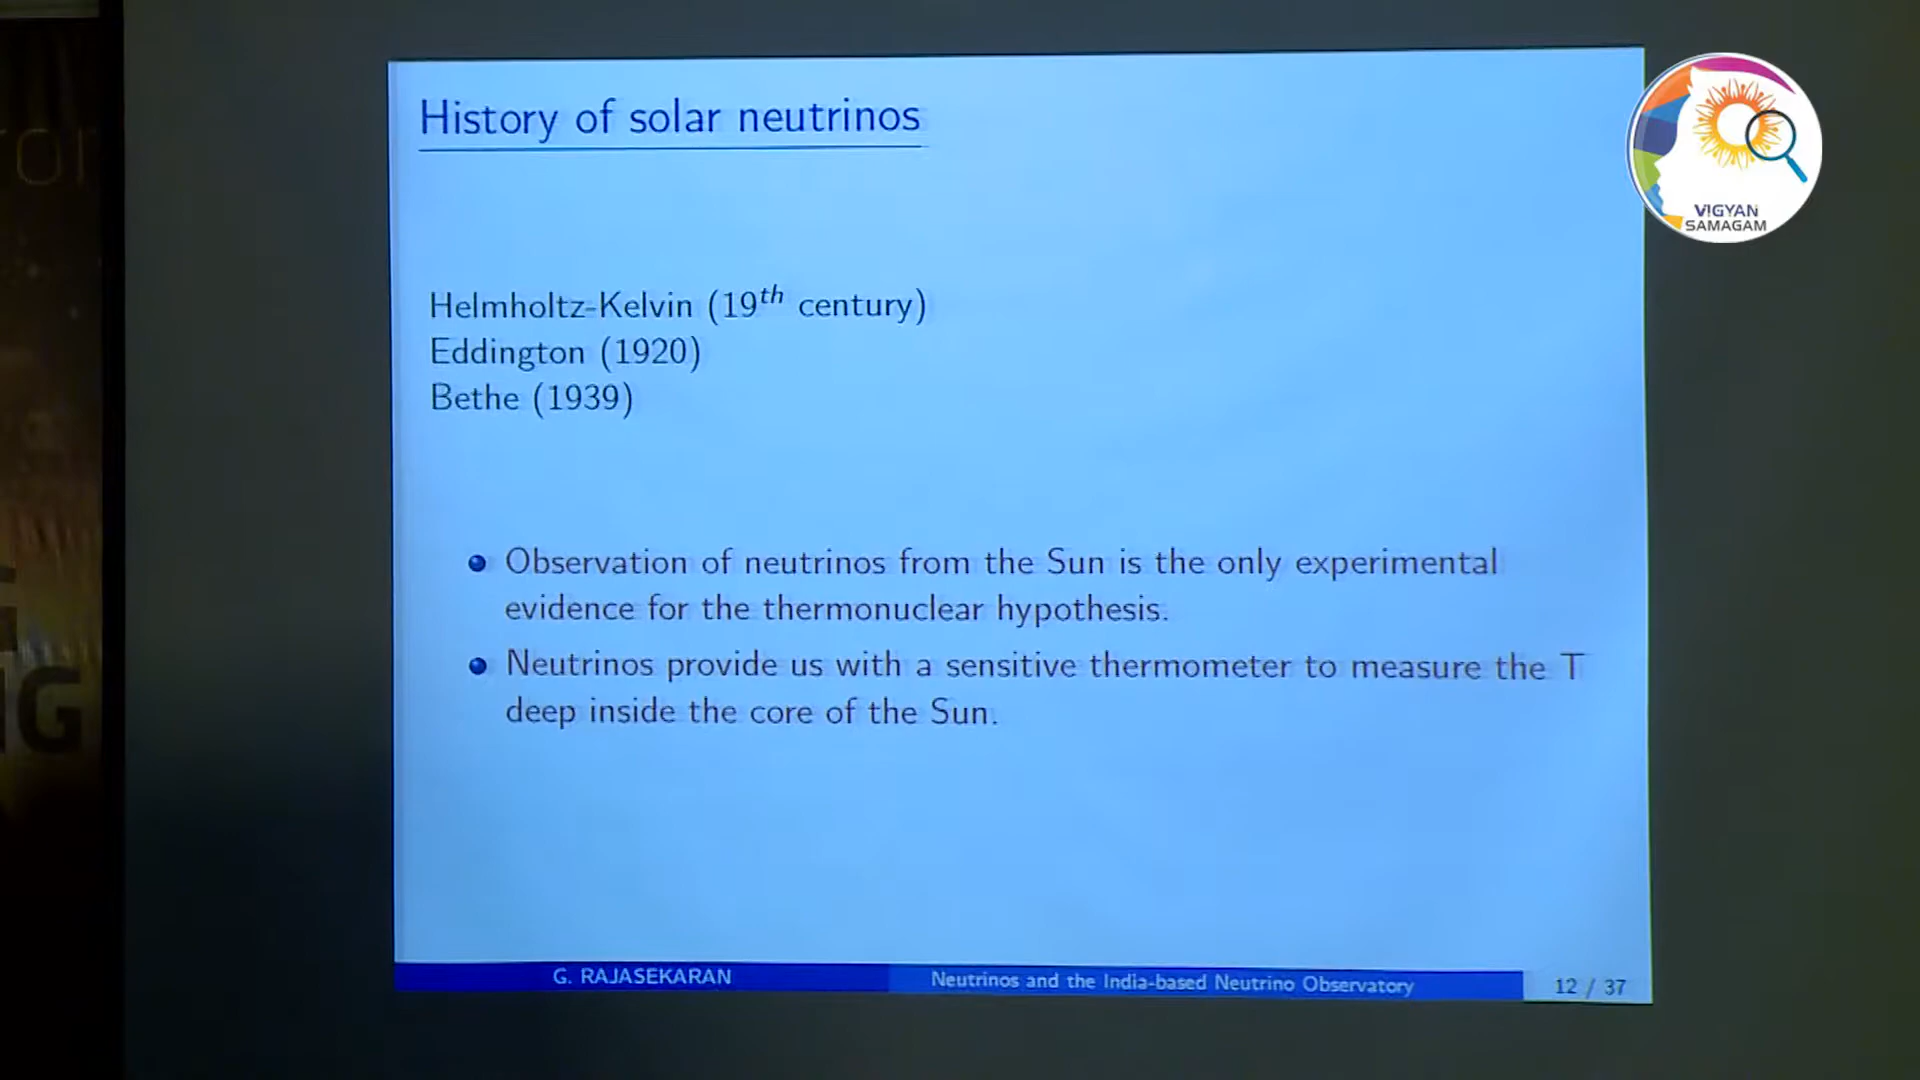 History of solar neutrinos
VIGYAN
SAMAGAM
Helmholtz-Kelvin (19th century)
Eddington (1920)
Bethe (1939)
Observation of neutrinos from the Sun is the only experimental
evidence for the thermonuclear hypothesis.
Neutrinos provide us with a sensitive thermometer to measure the T
deep inside the core of the Sun.
G. RAJASEKARAN
Neutrinos and the India-based Neutrino Observatory
12 / 37